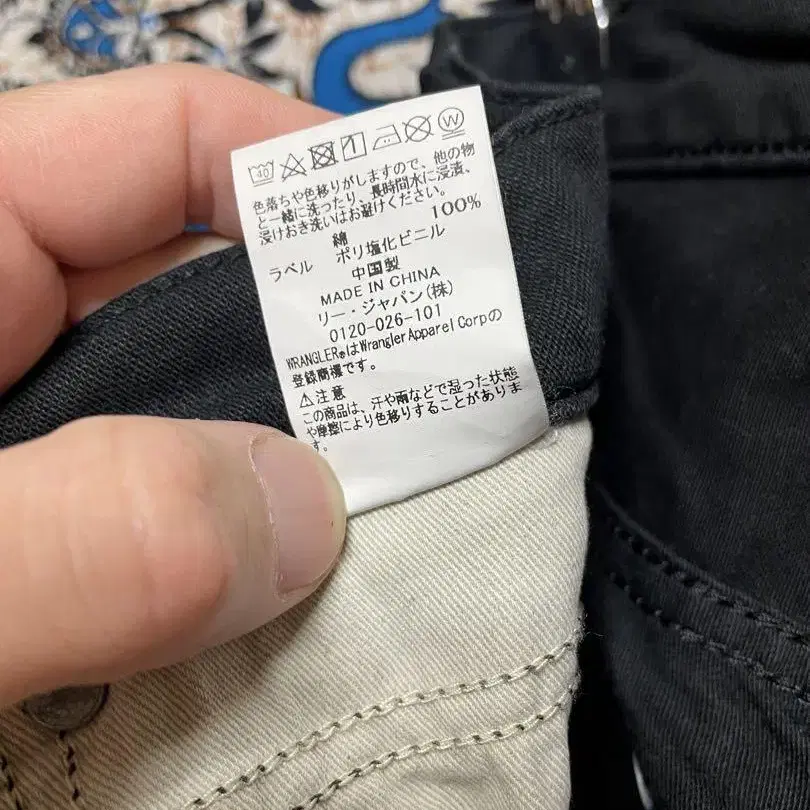 40 W
色落ちや色移りがしますので、他の物
と一緒に洗ったり、長時間水に浸漬、
浸けおき洗いはお避けください。
綿 100%
ラベル ポリ塩化ビニル
中国製
MADE IN CHINA
リー・ジャパン(株)
0120-026-101
WRANGLER®はWrangler Apparel Corpの
登録商標です。
⚠注意
この商品は、汗や雨などで湿った状態
や摩整により色移りすることがありま
す。